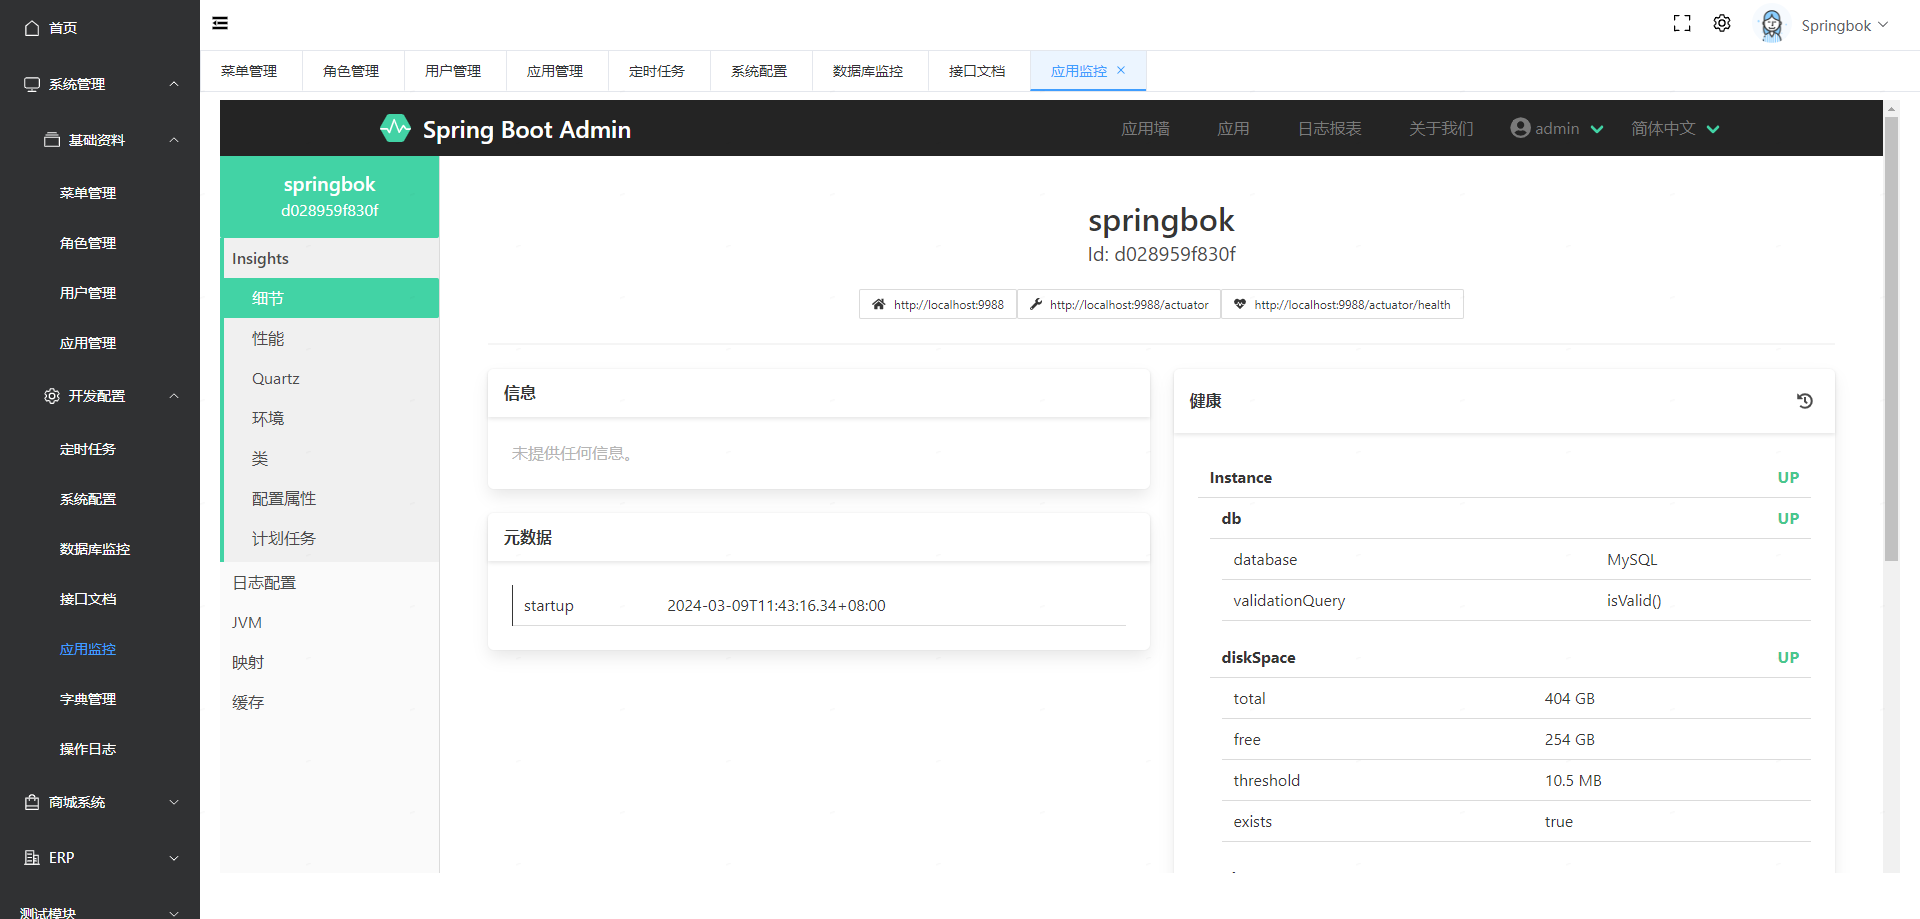 首页
系统管理
基础资料
菜单管理
角色管理
用户管理
应用管理
开发配置
定时任务
系统配置
数据库监控
接口文档
应用监控
字典管理
操作日志
商城系统
ERP
测试模块
Springbok
菜单管理 角色管理 用户管理 应用管理 定时任务 系统配置 数据库监控 接口文档 应用监控
Spring Boot Admin
应用墙 应用 日志报表 关于我们 admin 简体中文
springbok
d028959f830f
Insights
细节
性能
Quartz
环境
类
配置属性
计划任务
日志配置
JVM
映射
缓存
springbok
Id: d028959f830f
http://localhost:9988 http://localhost:9988/actuator http://localhost:9988/actuator/health
信息
未提供任何信息。
元数据
startup 2024-03-09T11:43:16.34+08:00
健康
Instance UP
db UP
database MySQL
validationQuery isValid()
diskSpace UP
total 404 GB
free 254 GB
threshold 10.5 MB
exists true